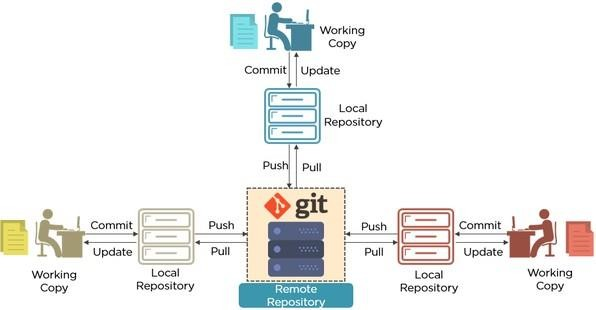 Working
Copy
Commit
Update
Local
Repository
Push
Pull
git
Commit
Update
Push
Pull
Push
Pull
Commit
Update
Working
Copy
Local
Repository
Remote
Repository
Local
Repository
Working
Copy